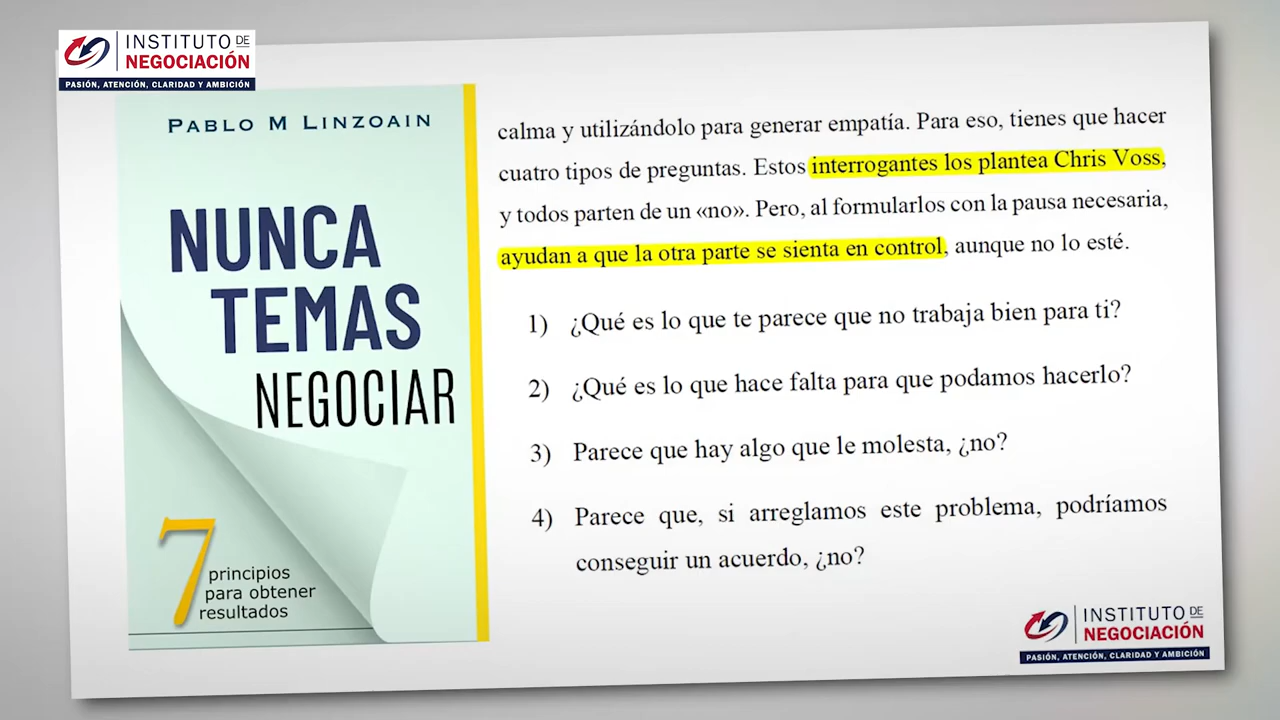 INSTITUTO DE
NEGOCIACIÓN
PASIÓN, ATENCIÓN, CLARIDAD Y AMBICIÓN
PABLO M LINZOAIN
NUNCA
TEMAS
NEGOCIAR
7
principios
para obtener
resultados
calma y utilizándolo para generar empatía. Para eso, tienes que hacer
cuatro tipos de preguntas. Estos interrogantes los plantea Chris Voss,
y todos parten de un «no». Pero, al formularlos con la pausa necesaria,
ayudan a que la otra parte se sienta en control, aunque no lo esté.
1) ¿Qué es lo que te parece que no trabaja bien para ti?
2) ¿Qué es lo que hace falta para que podamos hacerlo?
3) Parece que hay algo que le molesta, ¿no?
4) Parece que, si arreglamos este problema, podríamos
conseguir un acuerdo, ¿no?
INSTITUTO DE
NEGOCIACIÓN
PASIÓN, ATENCIÓN, CLARIDAD Y AMBICIÓN